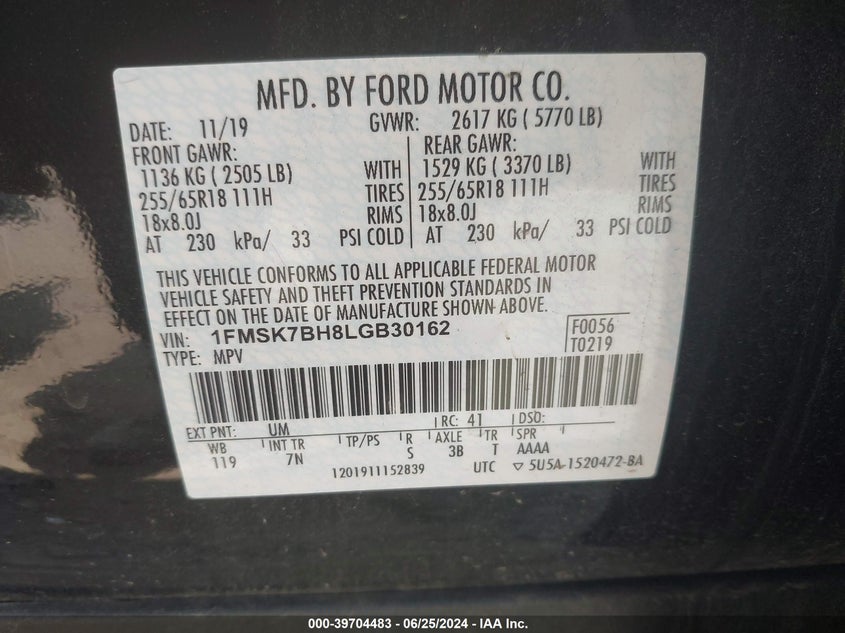 MFD. BY FORD MOTOR CO.
DATE: 11/19 GVWR: 2617 KG ( 5770 LB)
FRONT GAWR: REAR GAWR:
1136 KG ( 2505 LB) WITH 1529 KG ( 3370 LB) WITH
255/65R18 111H TIRES 255/65R18 111H TIRES
18x8.0J RIMS 18x8.0J RIMS
AT 230 kPa/ 33 PSI COLD AT 230 kPa/ 33 PSI COLD
THIS VEHICLE CONFORMS TO ALL APPLICABLE FEDERAL MOTOR
VEHICLE SAFETY AND THEFT PREVENTION STANDARDS IN
EFFECT ON THE DATE OF MANUFACTURE SHOWN ABOVE.
VIN: 1FMSK7BH8LGB30162 F0056
TYPE: MPV T0219
EXT PNT: UM RC: 41 DSO:
WB INT TR TP/PS R AXLE TR SPR
119 7N S 3B T AAAA
1201911152839 UTC ▽ 5U5A-1520472-BA
000-39704483 - 06/25/2024 - IAA Inc.